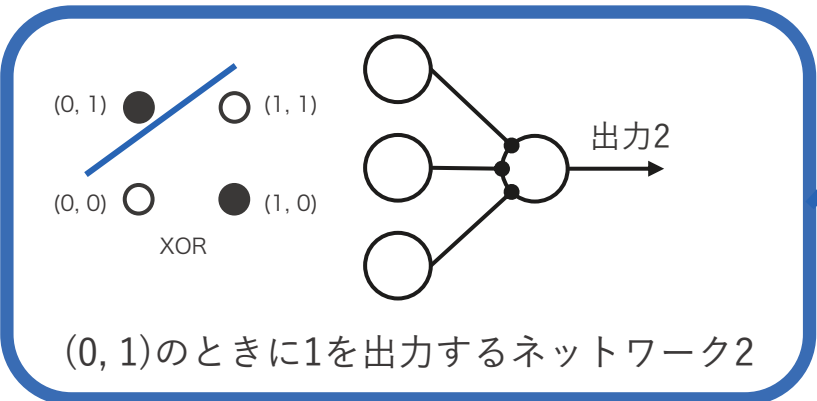 (0, 1)
(1, 1)
出力2
(0, 0)
(1, 0)
XOR
(0, 1)のときに1を出力するネットワーク2